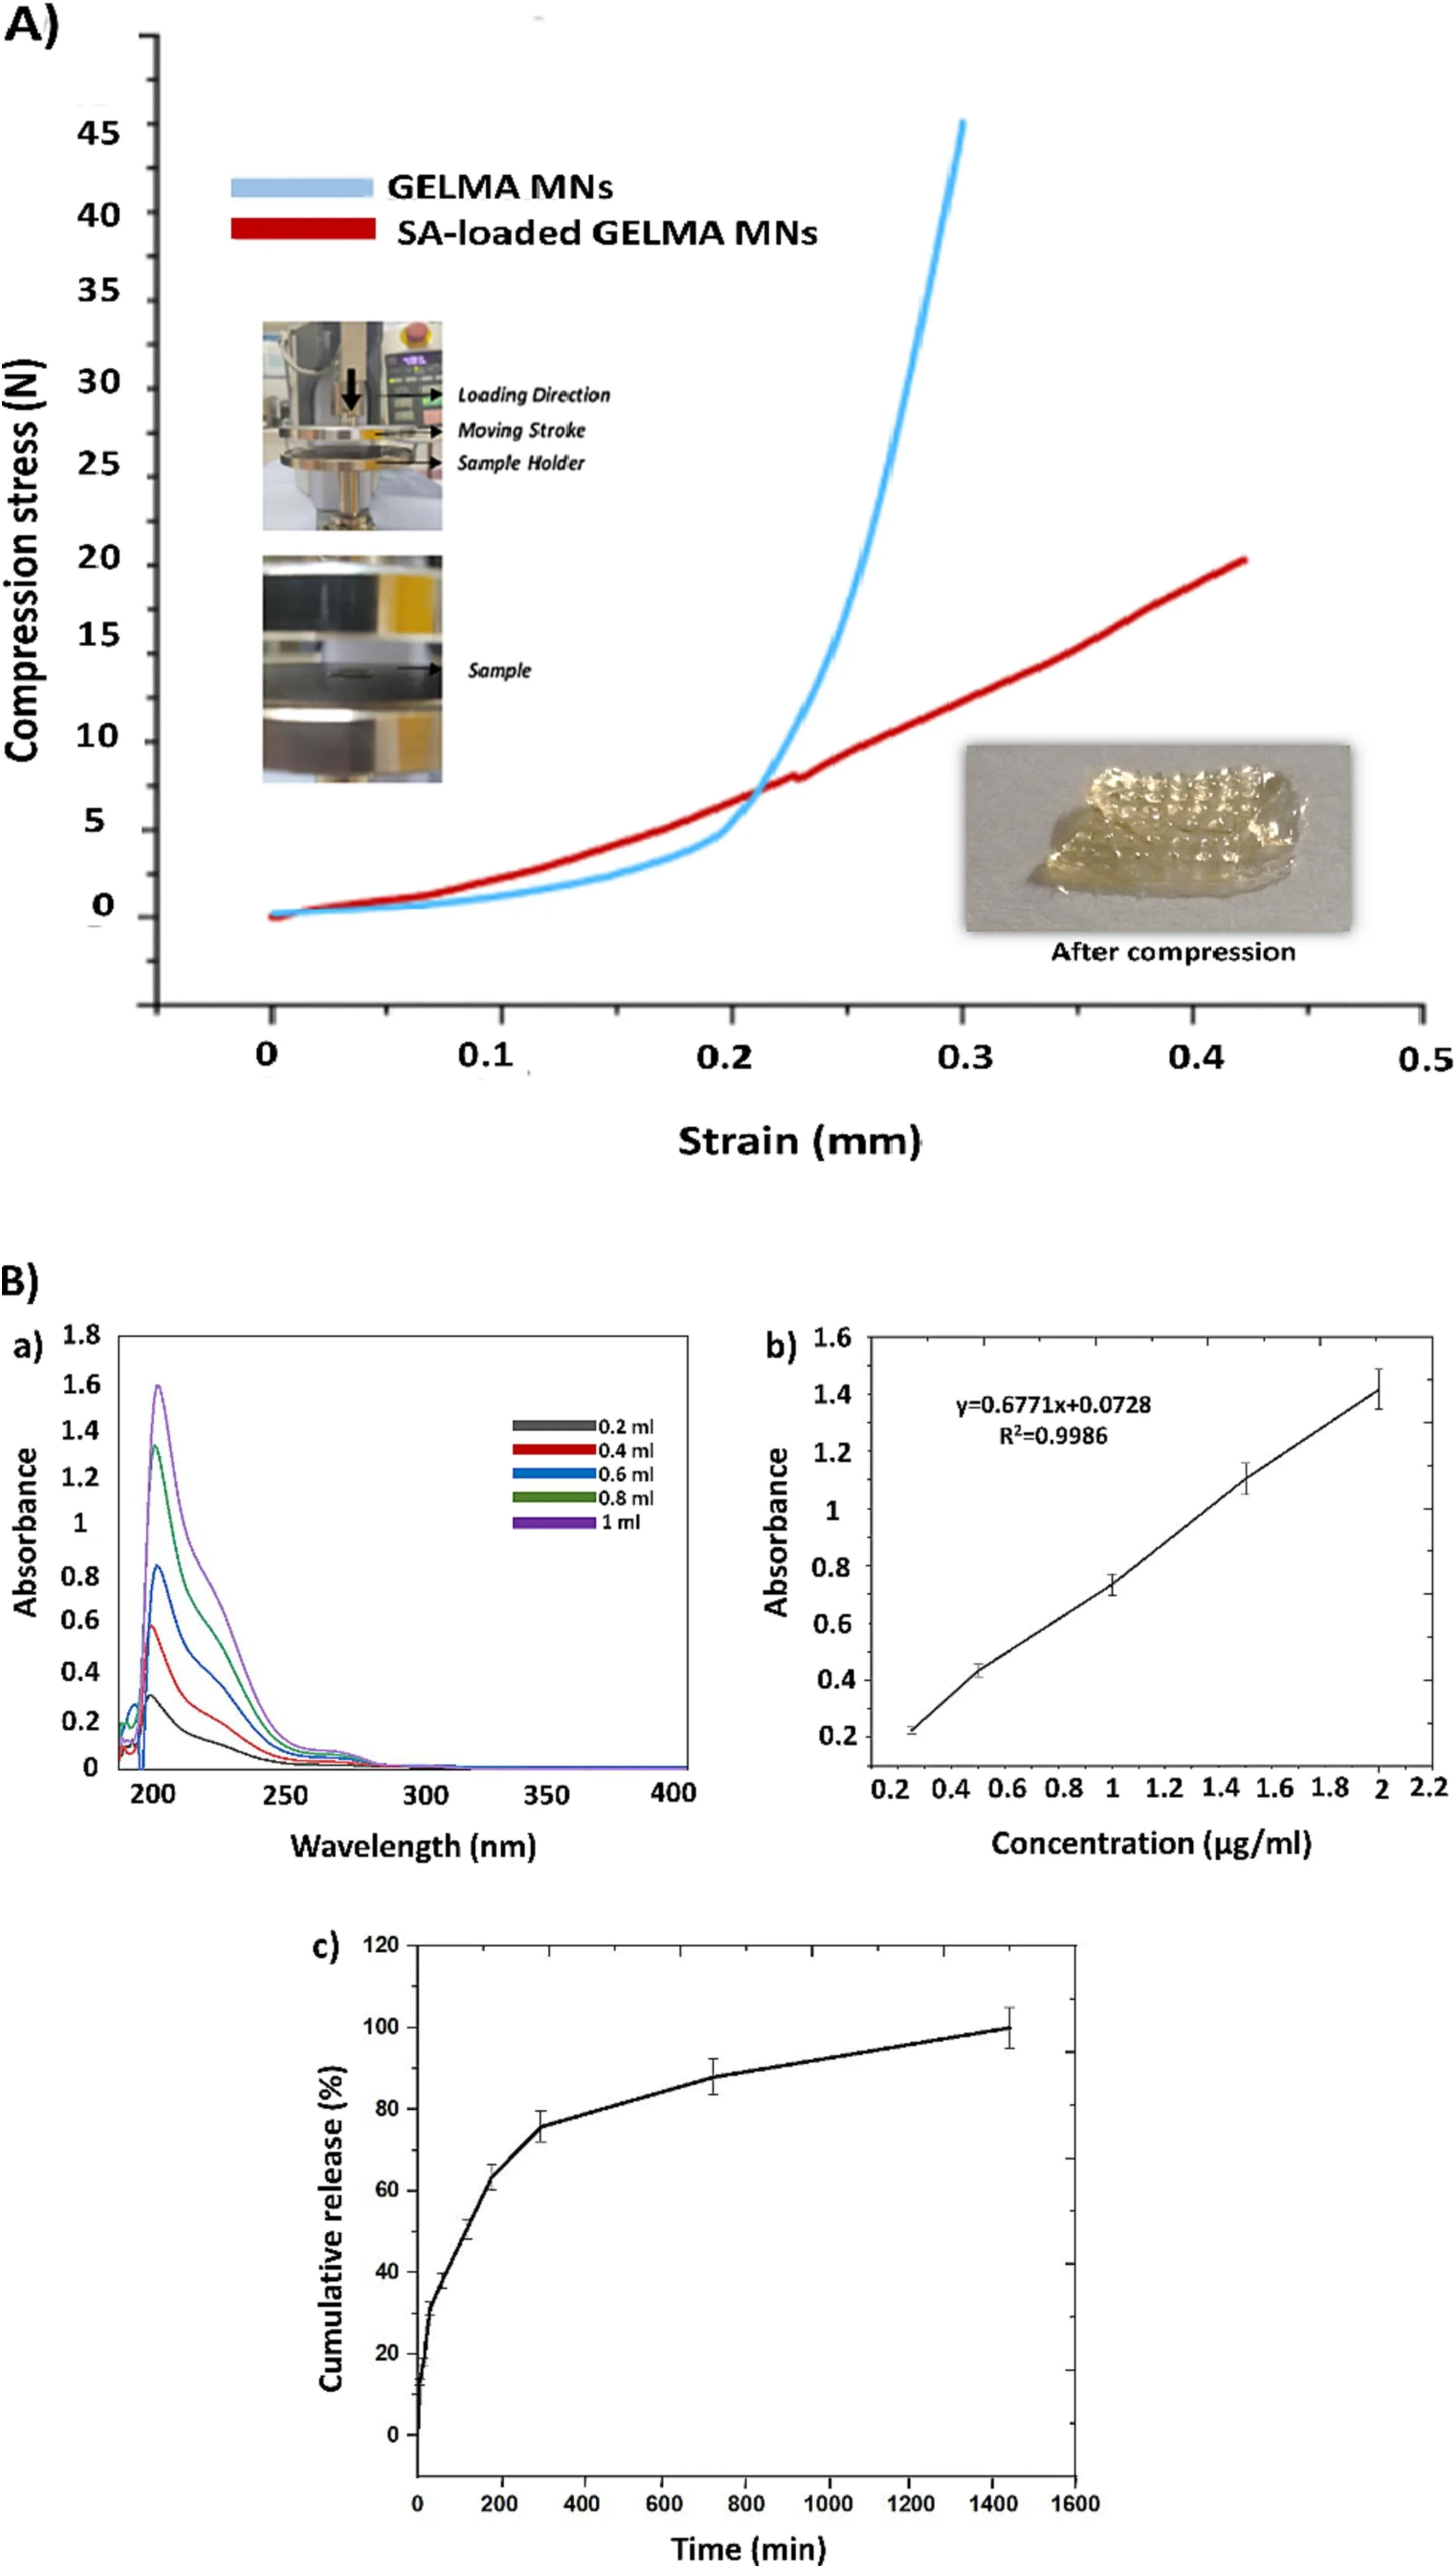 A)
45
40
35
30
25
20
15
10
5
0
Compression stress (N)
GELMA MNs
SA-loaded GELMA MNs
Loading Direction
Moving Stroke
Sample Holder
Sample
After compression
0 0.1 0.2 0.3 0.4 0.5
Strain (mm)
B)
a)
1.8
1.6
1.4
1.2
1
0.8
0.6
0.4
0.2
0
Absorbance
0.2 ml
0.4 ml
0.6 ml
0.8 ml
1 ml
200 250 300 350 400
Wavelength (nm)
b)
1.6
1.4
1.2
1
0.8
0.6
0.4
0.2
Absorbance
y=0.6771x+0.0728
R²=0.9986
0.2 0.4 0.6 0.8 1 1.2 1.4 1.6 1.8 2 2.2
Concentration (µg/ml)
c)
120
100
80
60
40
20
0
Cumulative release (%)
0 200 400 600 800 1000 1200 1400 1600
Time (min)